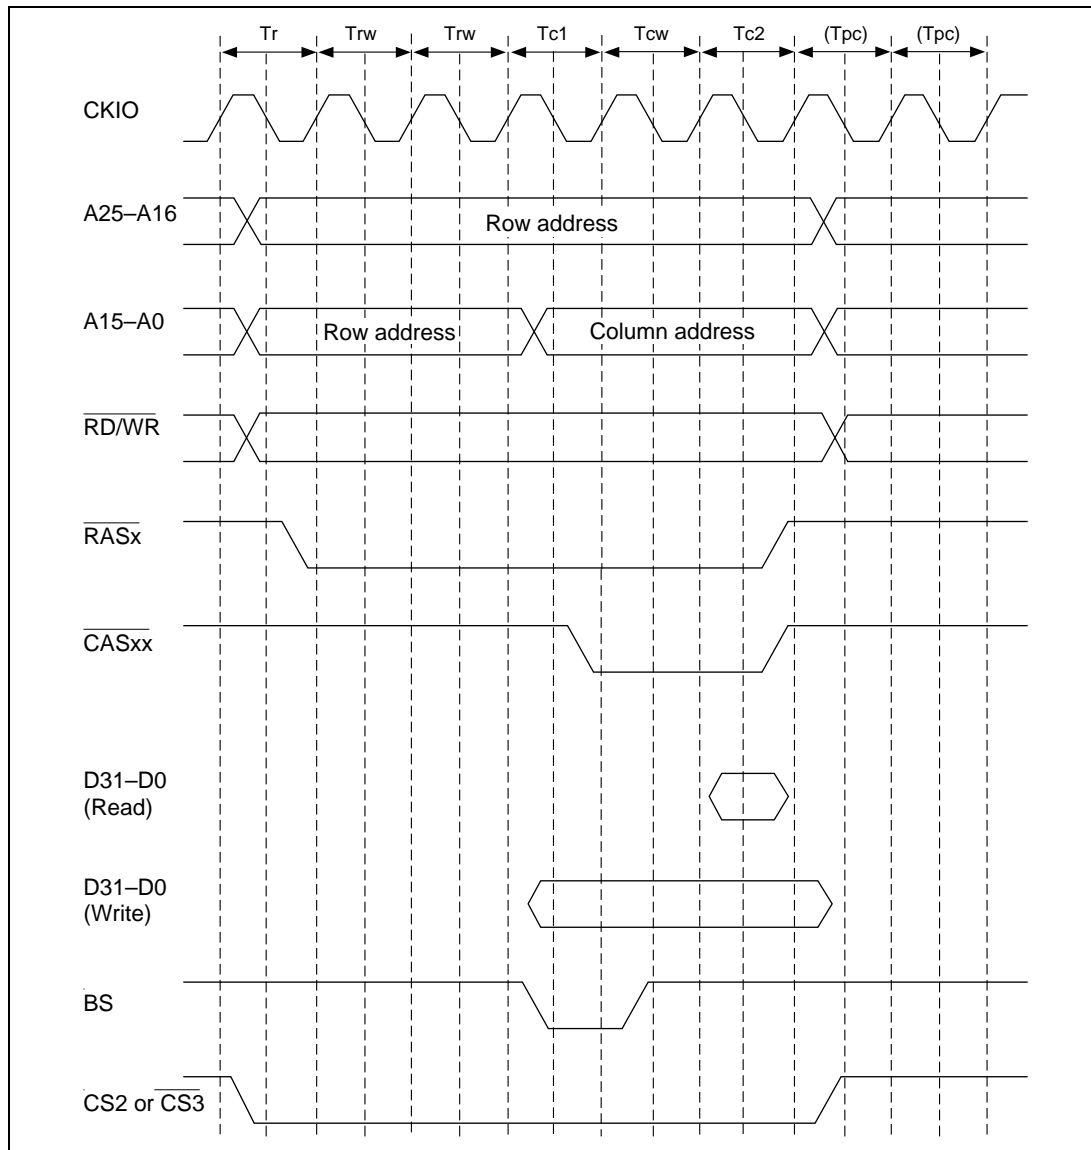 Tr Trw Trw Tc1 Tcw Tc2 (Tpc) (Tpc)
CKIO
A25–A16
Row address
A15–A0
Row address Column address
RD/WR
RASx
CASxx
D31–D0
(Read)
D31–D0
(Write)
BS
CS2 or CS3